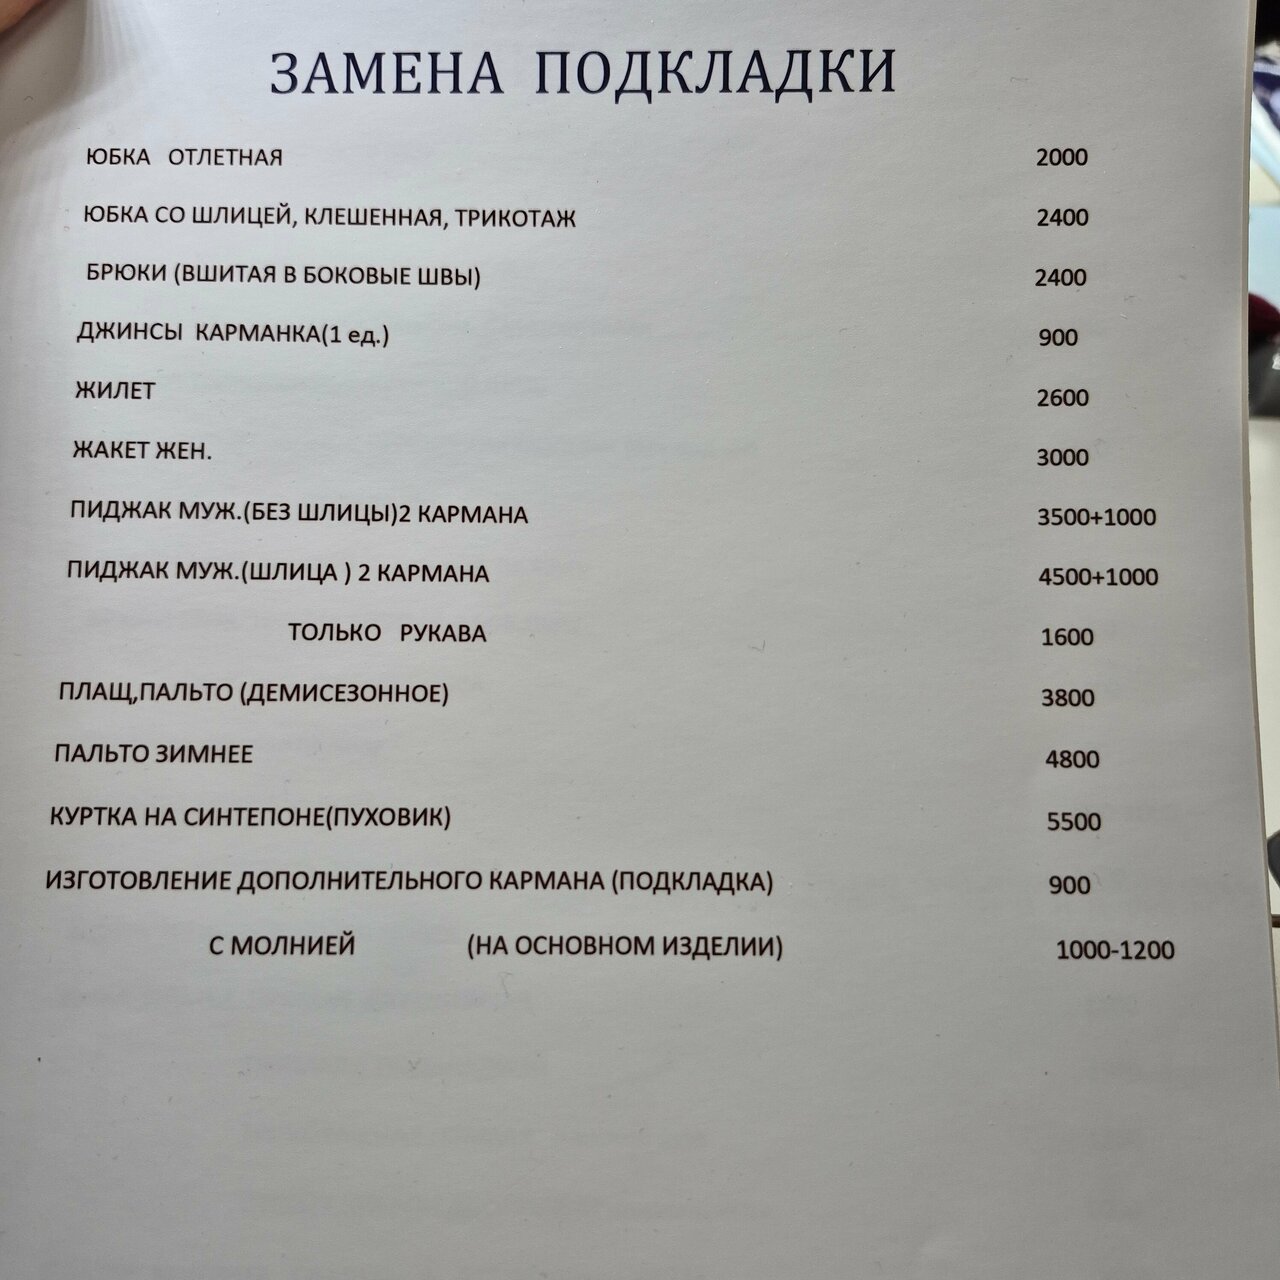 ЗАМЕНА ПОДКЛАДКИ
ЮБКА ОТЛЕТНАЯ 2000
ЮБКА СО ШЛИЦЕЙ, КЛЕШЕННАЯ, ТРИКОТАЖ 2400
БРЮКИ (ВШИТАЯ В БОКОВЫЕ ШВЫ) 2400
ДЖИНСЫ КАРМАНКА(1 ед.) 900
ЖИЛЕТ 2600
ЖАКЕТ ЖЕН. 3000
ПИДЖАК МУЖ.(БЕЗ ШЛИЦЫ)2 КАРМАНА 3500+1000
ПИДЖАК МУЖ.(ШЛИЦА ) 2 КАРМАНА 4500+1000
ТОЛЬКО РУКАВА 1600
ПЛАЩ,ПАЛЬТО (ДЕМИСЕЗОННОЕ) 3800
ПАЛЬТО ЗИМНЕЕ 4800
КУРТКА НА СИНТЕПОНЕ(ПУХОВИК) 5500
ИЗГОТОВЛЕНИЕ ДОПОЛНИТЕЛЬНОГО КАРМАНА (ПОДКЛАДКА) 900
С МОЛНИЕЙ (НА ОСНОВНОМ ИЗДЕЛИИ) 1000-1200